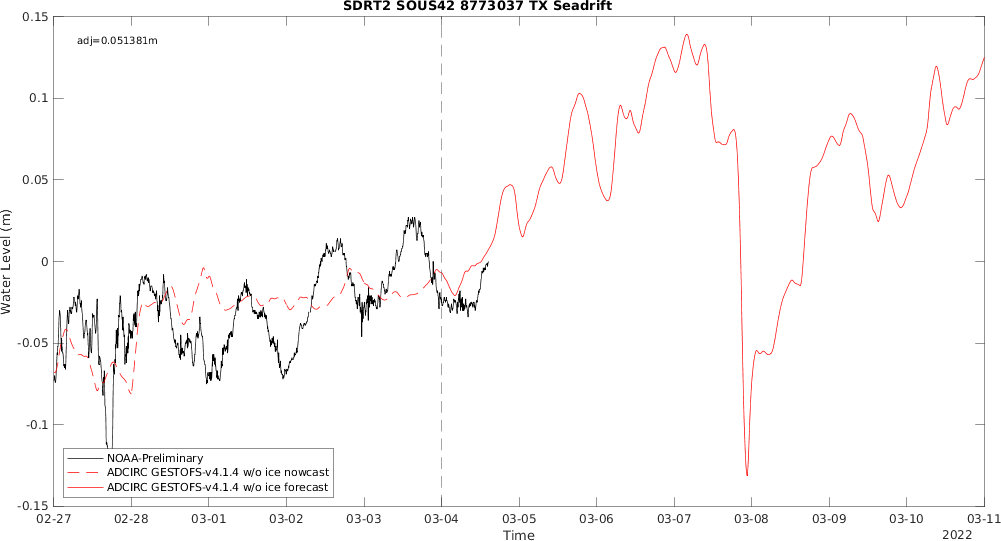 SDRT2 SOUS42 8773037 TX Seadrift
adj=0.051381m
0.15
0.1
0.05
0
-0.05
-0.1
-0.15
Water Level (m)
NOAA-Preliminary
ADCIRC GESTOFS-v4.1.4 w/o ice nowcast
ADCIRC GESTOFS-v4.1.4 w/o ice forecast
02-27 02-28 03-01 03-02 03-03 03-04 03-05 03-06 03-07 03-08 03-09 03-10 03-11
Time
2022